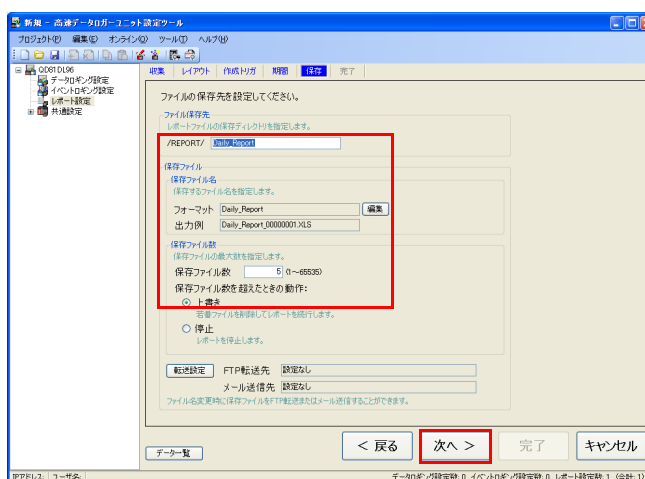 新規 - 高速データロガーユニット設定ツール
プロジェクト(P) 編集(E) オンライン(O) ツール(T) ヘルプ(H)
QD81DL96
データロギング設定
イベントロギング設定
レポート設定
共通設定
収集 レイアウト 作成トリガ 期間 保存 完了
ファイルの保存先を設定してください。
ファイル保存先
レポートファイルの保存ディレクトリを指定します。
/REPORT/ Daily_Report
保存ファイル
保存ファイル名
保存するファイル名を指定します。
フォーマット Daily_Report 編集
出力例 Daily_Report_00000001.XLS
保存ファイル数
保存ファイルの最大数を指定します。
保存ファイル数 5 (1～65535)
保存ファイル数を超えたときの動作:
上書き
若番ファイルを削除してレポートを続行します。
停止
レポートを停止します。
転送設定 FTP転送先 設定なし
メール送信先 設定なし
ファイル名変更時に保存ファイルをFTP転送またはメール送信することができます。
データ一覧 < 戻る 次へ > 完了 キャンセル
IPアドレス: ユーザ名: データロギング設定数: 0 イベントロギング設定数: 0 レポート設定数: 1 (合計: 1)